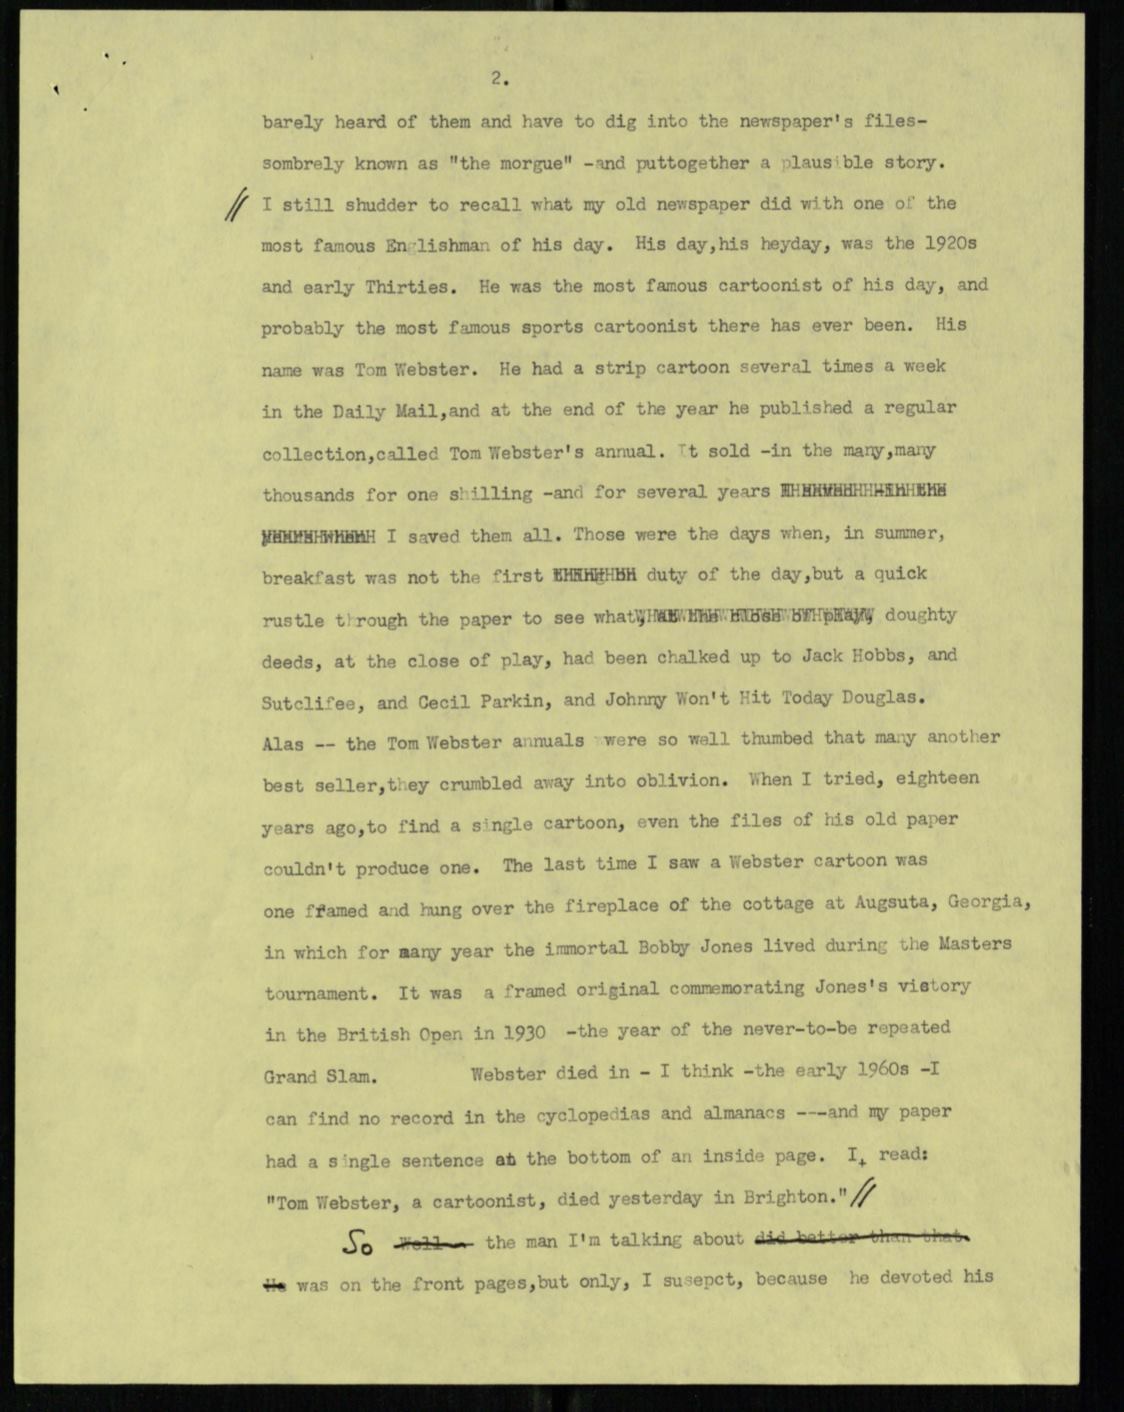 2.
barely heard of them and have to dig into the newspaper's files-
sombrely known as "the morgue" -and puttogether a plausible story.
// I still shudder to recall what my old newspaper did with one of the
most famous Englishman of his day. His day,his heyday, was the 1920s
and early Thirties. He was the most famous cartoonist of his day, and
probably the most famous sports cartoonist there has ever been. His
name was Tom Webster. He had a strip cartoon several times a week
in the Daily Mail,and at the end of the year he published a regular
collection,called Tom Webster's annual. It sold -in the many,many
thousands for one shilling -and for several years
I saved them all. Those were the days when, in summer,
breakfast was not the first duty of the day,but a quick
rustle through the paper to see what, at the close of play, doughty
deeds, at the close of play, had been chalked up to Jack Hobbs, and
Sutclifee, and Cecil Parkin, and Johnny Won't Hit Today Douglas.
Alas -- the Tom Webster annuals were so well thumbed that many another
best seller,they crumbled away into oblivion. When I tried, eighteen
years ago,to find a single cartoon, even the files of his old paper
couldn't produce one. The last time I saw a Webster cartoon was
one framed and hung over the fireplace of the cottage at Augsuta, Georgia,
in which for many year the immortal Bobby Jones lived during the Masters
tournament. It was a framed original commemorating Jones's victory
in the British Open in 1930 -the year of the never-to-be repeated
Grand Slam. Webster died in - I think -the early 1960s -I
can find no record in the cyclopedias and almanacs ---and my paper
had a single sentence at the bottom of an inside page. It read:
"Tom Webster, a cartoonist, died yesterday in Brighton." //
So Well - the man I'm talking about did better than that.
He was on the front pages,but only, I susepct, because he devoted his